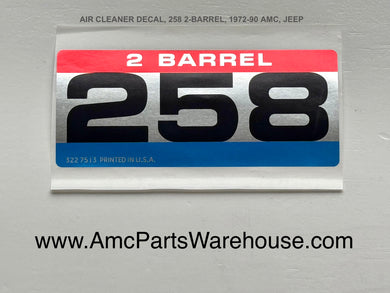 AIR CLEANER DECAL, 258 2-BARREL, 1972-90 AMC, JEEP
2 BARREL
258
322 75 i 3 PRINTED IN U.S.A.
www.AmcPartsWarehouse.com